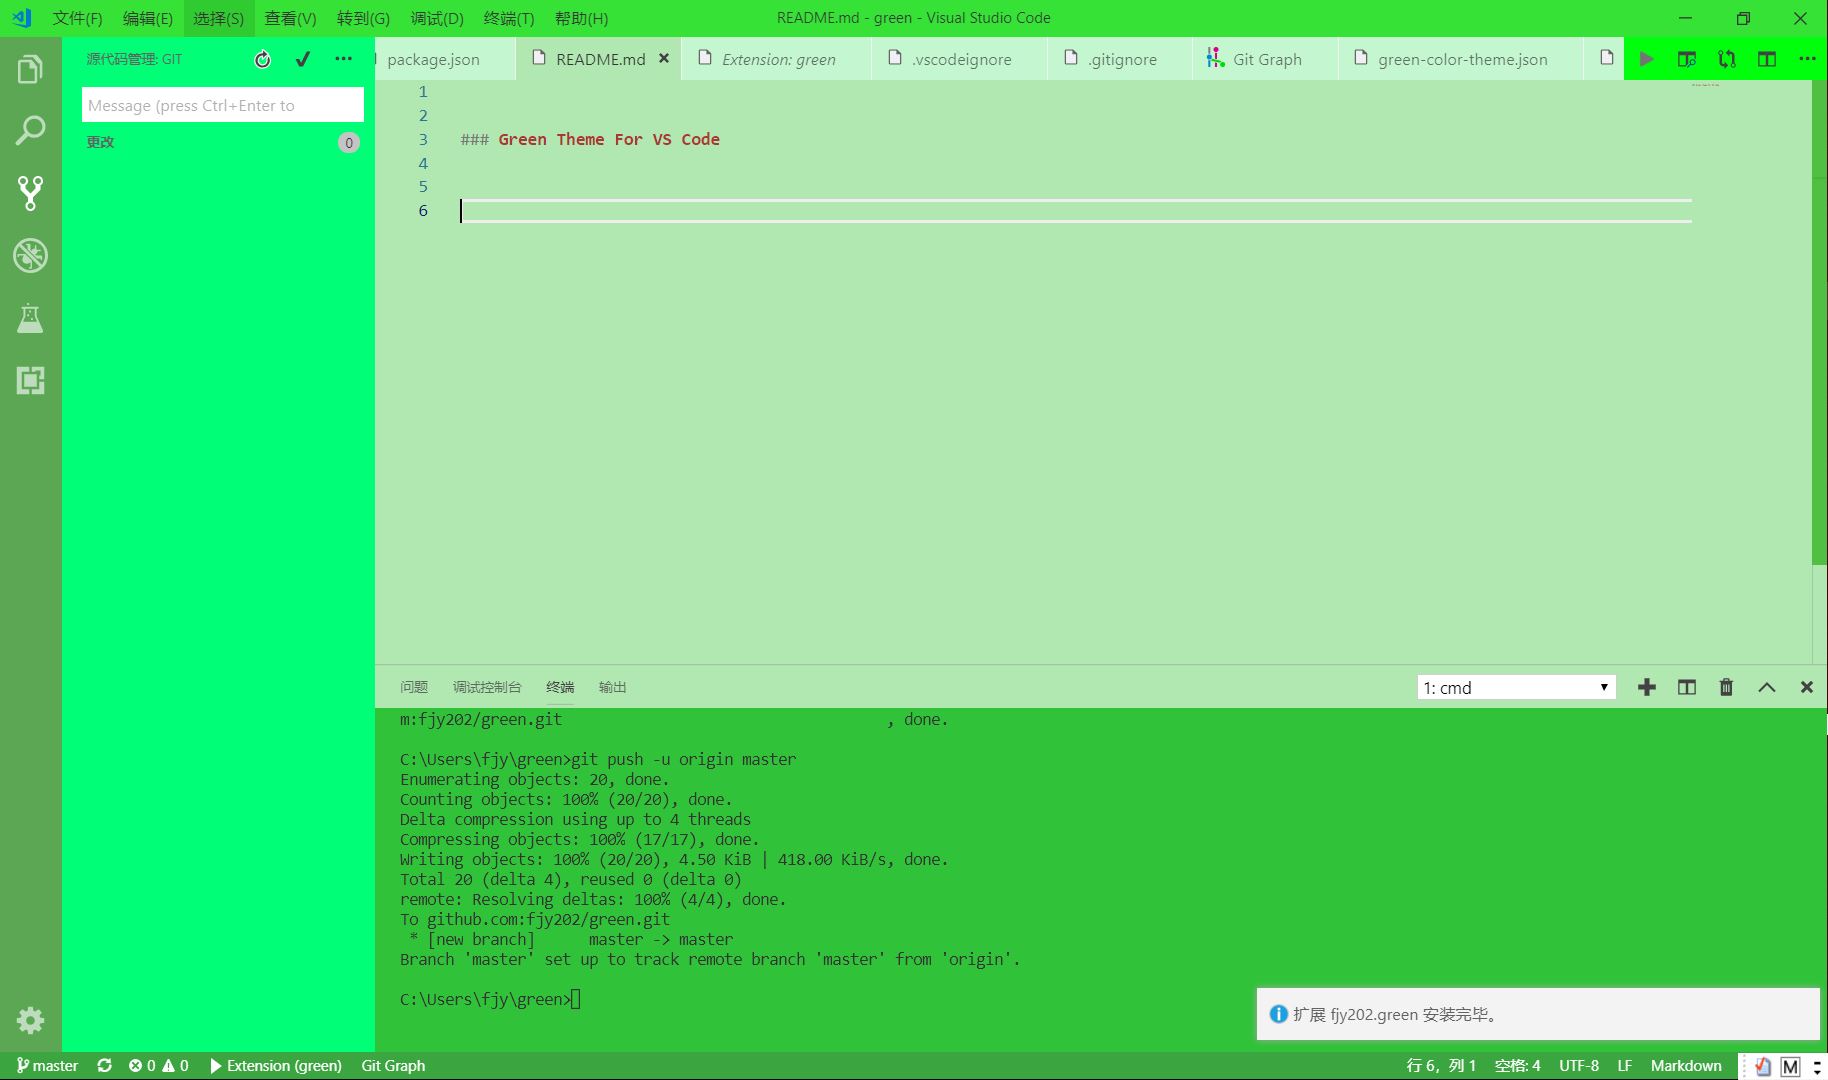 文件(F) 编辑(E) 选择(S) 查看(V) 转到(G) 调试(D) 终端(T) 帮助(H) README.md - green - Visual Studio Code
源代码管理: GIT
package.json README.md Extension: green .vscodeignore .gitignore Git Graph green-color-theme.json
Message (press Ctrl+Enter to
更改 0
1
2
3 ### Green Theme For VS Code
4
5
6
问题 调试控制台 终端 输出 1: cmd
m:fjy202/green.git , done.
C:\Users\fjy\green>git push -u origin master
Enumerating objects: 20, done.
Counting objects: 100% (20/20), done.
Delta compression using up to 4 threads
Compressing objects: 100% (17/17), done.
Writing objects: 100% (20/20), 4.50 KiB | 418.00 KiB/s, done.
Total 20 (delta 4), reused 0 (delta 0)
remote: Resolving deltas: 100% (4/4), done.
To github.com:fjy202/green.git
* [new branch] master -> master
Branch 'master' set up to track remote branch 'master' from 'origin'.
C:\Users\fjy\green>
扩展 fjy202.green 安装完毕。
master 0 0 Extension (green) Git Graph 行 6，列 1 空格: 4 UTF-8 LF Markdown M